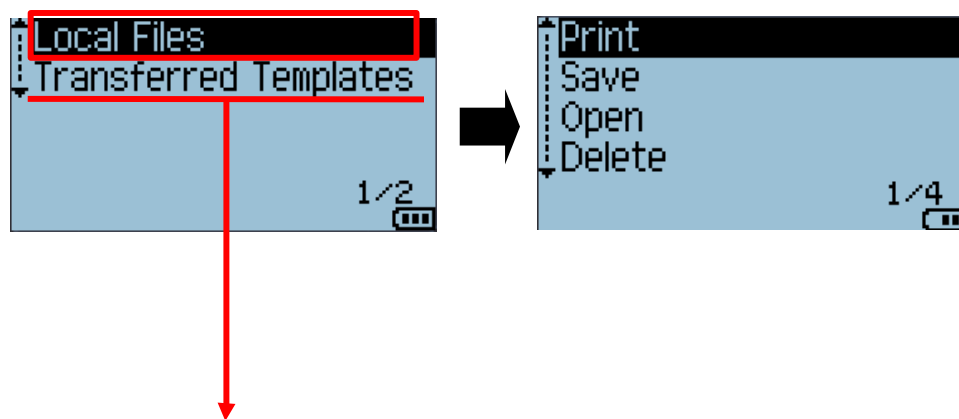 Local Files
Transferred Templates
1/2
Print
Save
Open
Delete
1/4